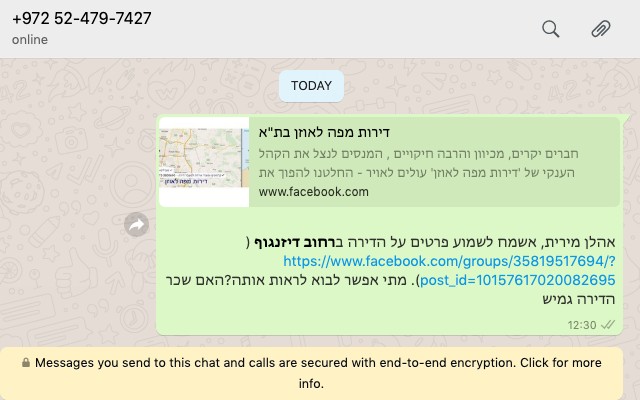 +972 52-479-7427
online
TODAY
דירות מפה לאוזן בת"א
חברים יקרים, מכיוון והרבה חיקויים , המנסים לנצל את הקהל
הענקי של 'דירות מפה לאוזן' עולים לאויר - החלטנו להפוך את
www.facebook.com
דירות מפה לאוזן
אהלן מירית, אשמח לשמוע פרטים על הדירה ברחוב דיזנגוף (
https://www.facebook.com/groups/35819517694/?
post_id=10157617020082695). מתי אפשר לבוא לראות אותה?האם שכר
הדירה גמיש
12:30
Messages you send to this chat and calls are secured with end-to-end encryption. Click for more
info.